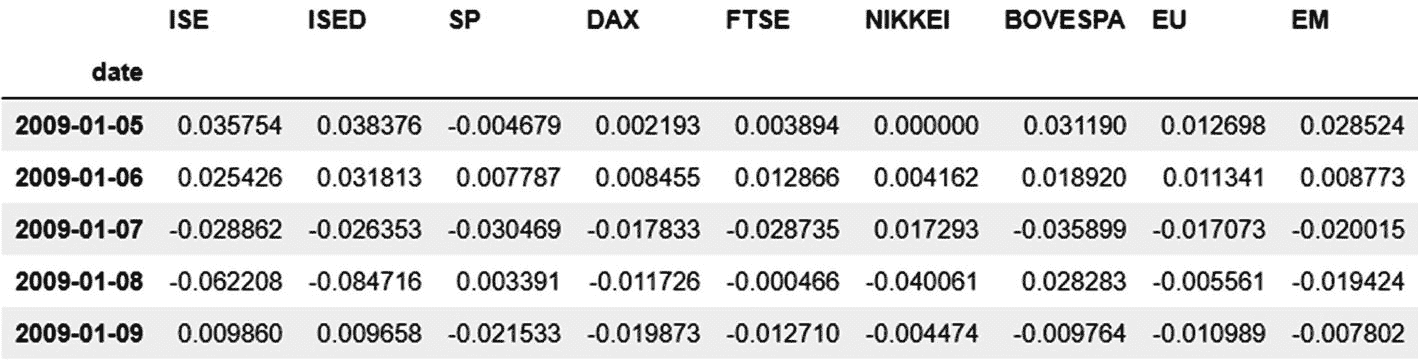 ISE ISED SP DAX FTSE NIKKEI BOVESPA EU EM
date
2009-01-05 0.035754 0.038376 -0.004679 0.002193 0.003894 0.000000 0.031190 0.012698 0.028524
2009-01-06 0.025426 0.031813 0.007787 0.008455 0.012866 0.004162 0.018920 0.011341 0.008773
2009-01-07 -0.028862 -0.026353 -0.030469 -0.017833 -0.028735 0.017293 -0.035899 -0.017073 -0.020015
2009-01-08 -0.062208 -0.084716 0.003391 -0.011726 -0.000466 -0.040061 0.028283 -0.005561 -0.019424
2009-01-09 0.009860 0.009658 -0.021533 -0.019873 -0.012710 -0.004474 -0.009764 -0.010989 -0.007802